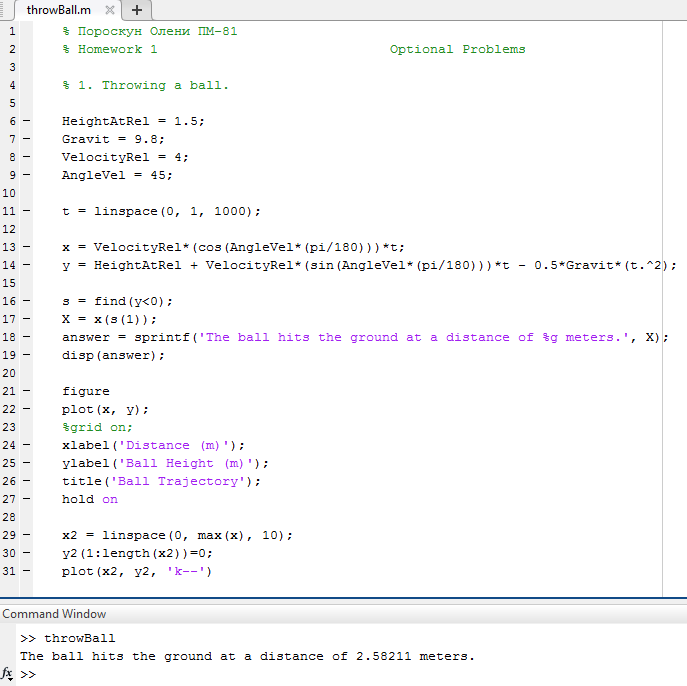 throwBall.m
1 % Пороскун Олени ПМ-81
2 % Homework 1 Optional Problems
3
4 % 1. Throwing a ball.
5
6 – HeightAtRel = 1.5;
7 – Gravit = 9.8;
8 – VelocityRel = 4;
9 – AngleVel = 45;
10
11 – t = linspace(0, 1, 1000);
12
13 – x = VelocityRel*(cos(AngleVel*(pi/180)))*t;
14 – y = HeightAtRel + VelocityRel*(sin(AngleVel*(pi/180)))*t - 0.5*Gravit*(t.^2);
15
16 – s = find(y<0);
17 – X = x(s(1));
18 – answer = sprintf('The ball hits the ground at a distance of %g meters.', X);
19 – disp(answer);
20
21 – figure
22 – plot(x, y);
23 %grid on;
24 – xlabel('Distance (m)');
25 – ylabel('Ball Height (m)');
26 – title('Ball Trajectory');
27 – hold on
28
29 – x2 = linspace(0, max(x), 10);
30 – y2(1:length(x2))=0;
31 – plot(x2, y2, 'k--')
Command Window
>> throwBall
The ball hits the ground at a distance of 2.58211 meters.
fx >>